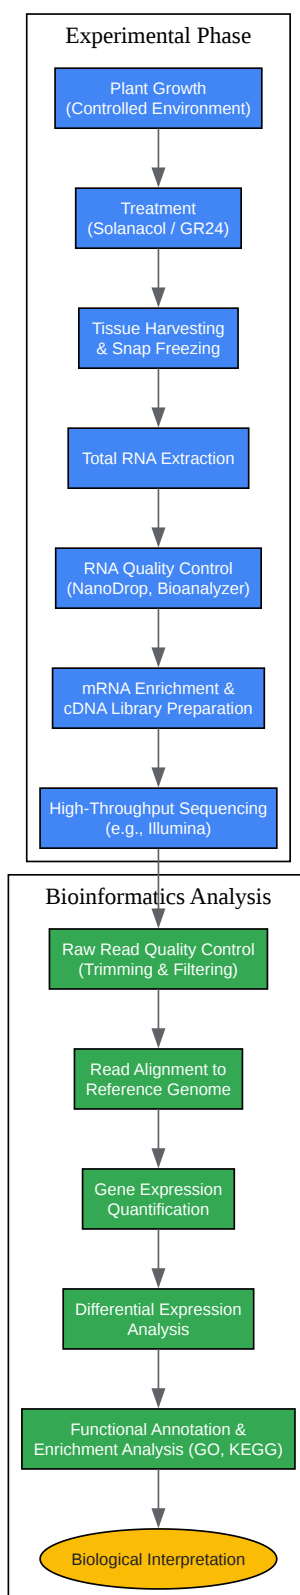 Experimental Phase
Plant Growth
(Controlled Environment)
Treatment
(Solanacol / GR24)
Tissue Harvesting
& Snap Freezing
Total RNA Extraction
RNA Quality Control
(NanoDrop, Bioanalyzer)
mRNA Enrichment &
cDNA Library Preparation
High-Throughput Sequencing
(e.g., Illumina)
Bioinformatics Analysis
Raw Read Quality Control
(Trimming & Filtering)
Read Alignment to
Reference Genome
Gene Expression
Quantification
Differential Expression
Analysis
Functional Annotation &
Enrichment Analysis (GO, KEGG)
Biological Interpretation